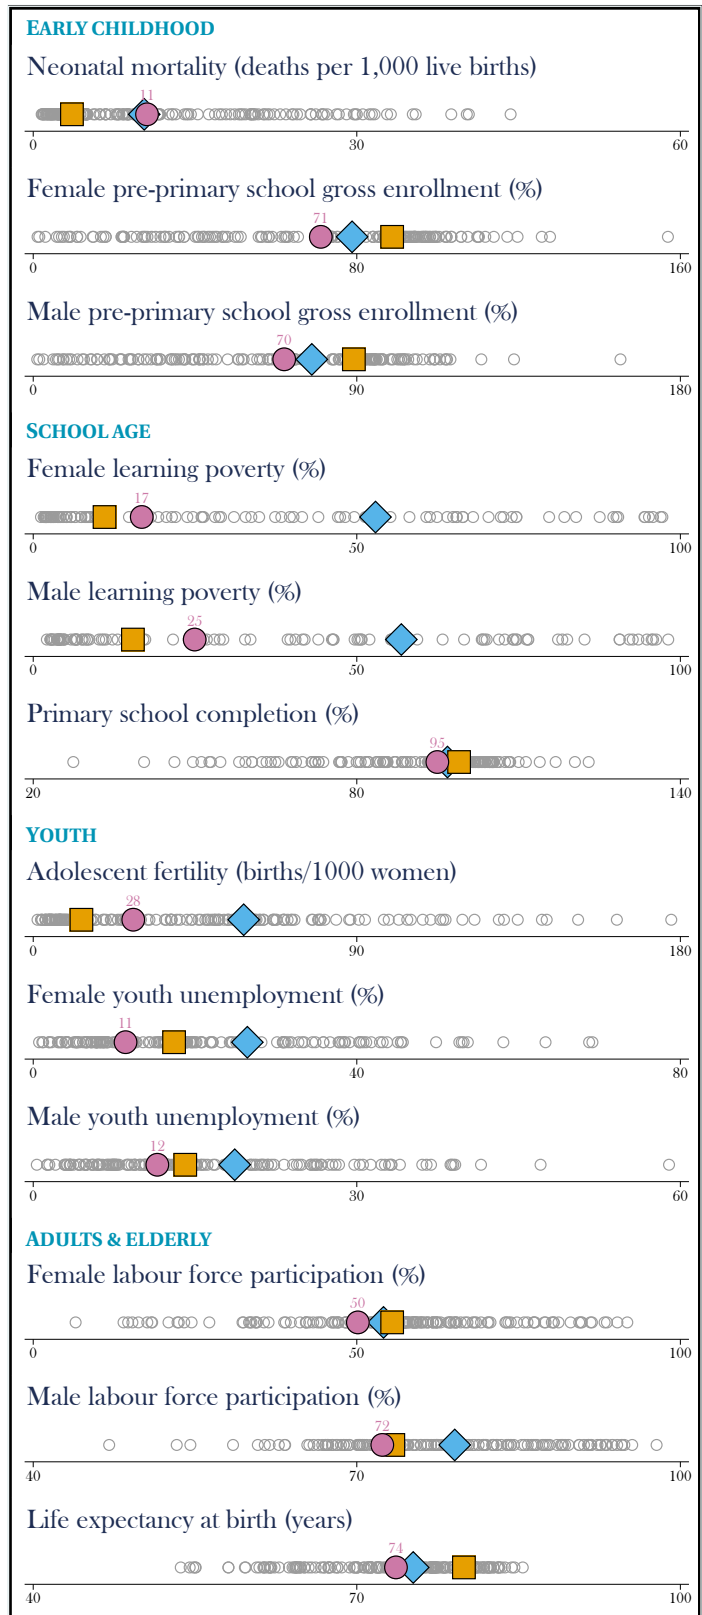 EARLY CHILDHOOD
Neonatal mortality (deaths per 1,000 live births)
11
0 30 60
Female pre-primary school gross enrollment (%)
71
0 80 160
Male pre-primary school gross enrollment (%)
70
0 90 180
SCHOOL AGE
Female learning poverty (%)
17
0 50 100
Male learning poverty (%)
25
0 50 100
Primary school completion (%)
95
20 80 140
YOUTH
Adolescent fertility (births/1000 women)
28
0 90 180
Female youth unemployment (%)
11
0 40 80
Male youth unemployment (%)
12
0 30 60
ADULTS & ELDERLY
Female labour force participation (%)
50
0 50 100
Male labour force participation (%)
72
40 70 100
Life expectancy at birth (years)
74
40 70 100